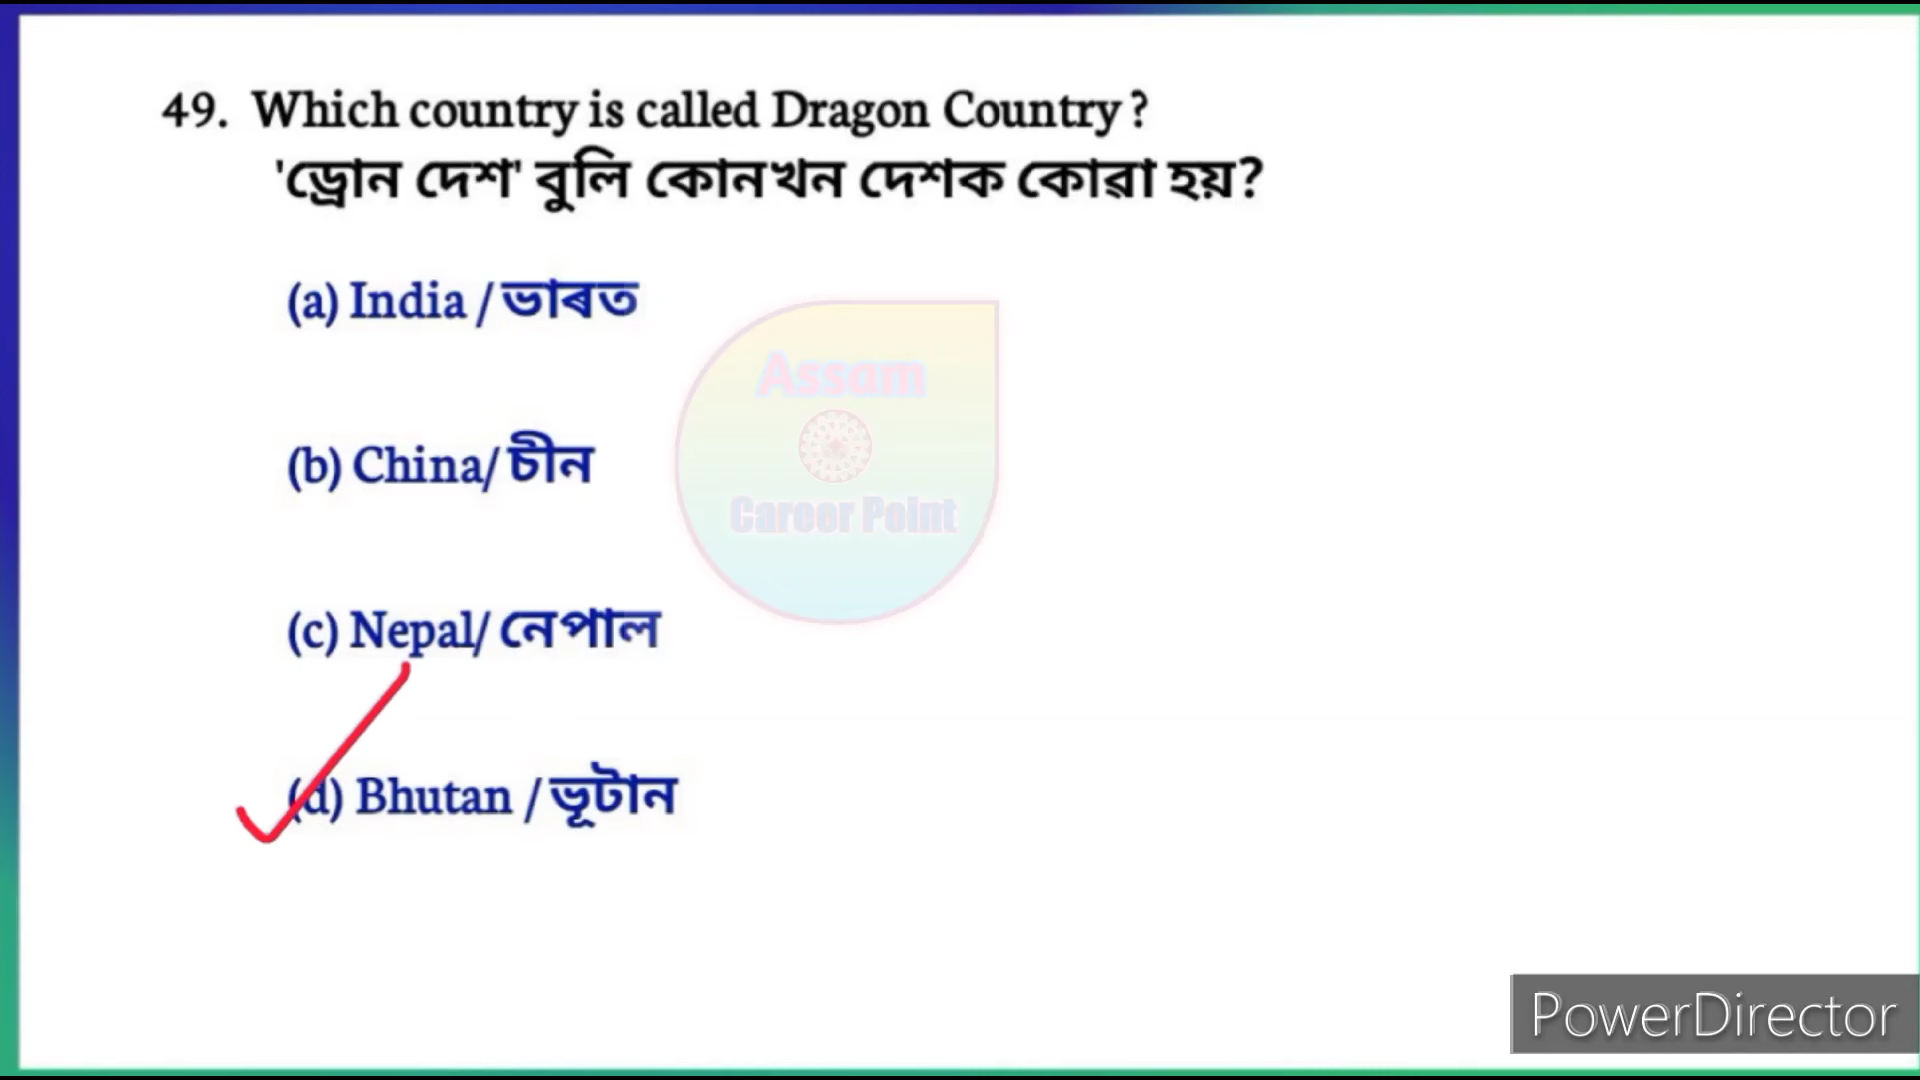 49. Which country is called Dragon Country ?
'ড্ৰোন দেশ' বুলি কোনখন দেশক কোৱা হয়?
(a) India / ভাৰত
Assam
(b) China/ চীন
Career Point
(c) Nepal/ নেপাল
(d) Bhutan / ভূটান
PowerDirector